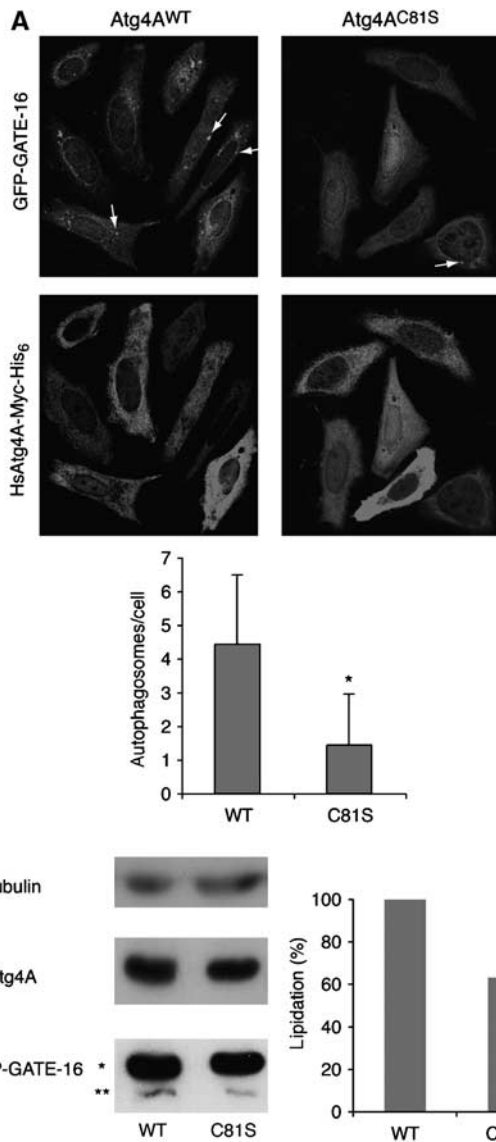 A
Atg4AWT Atg4AC81S
GFP-GATE-16
HsAtg4A-Myc-His6
7
6
5
4
3
2
1
0
Autophagosomes/cell
*
WT C81S
ubulin
tg4A
P-GATE-16 *
**
WT C81S
100
80
60
40
20
0
Lipidation (%)
WT C